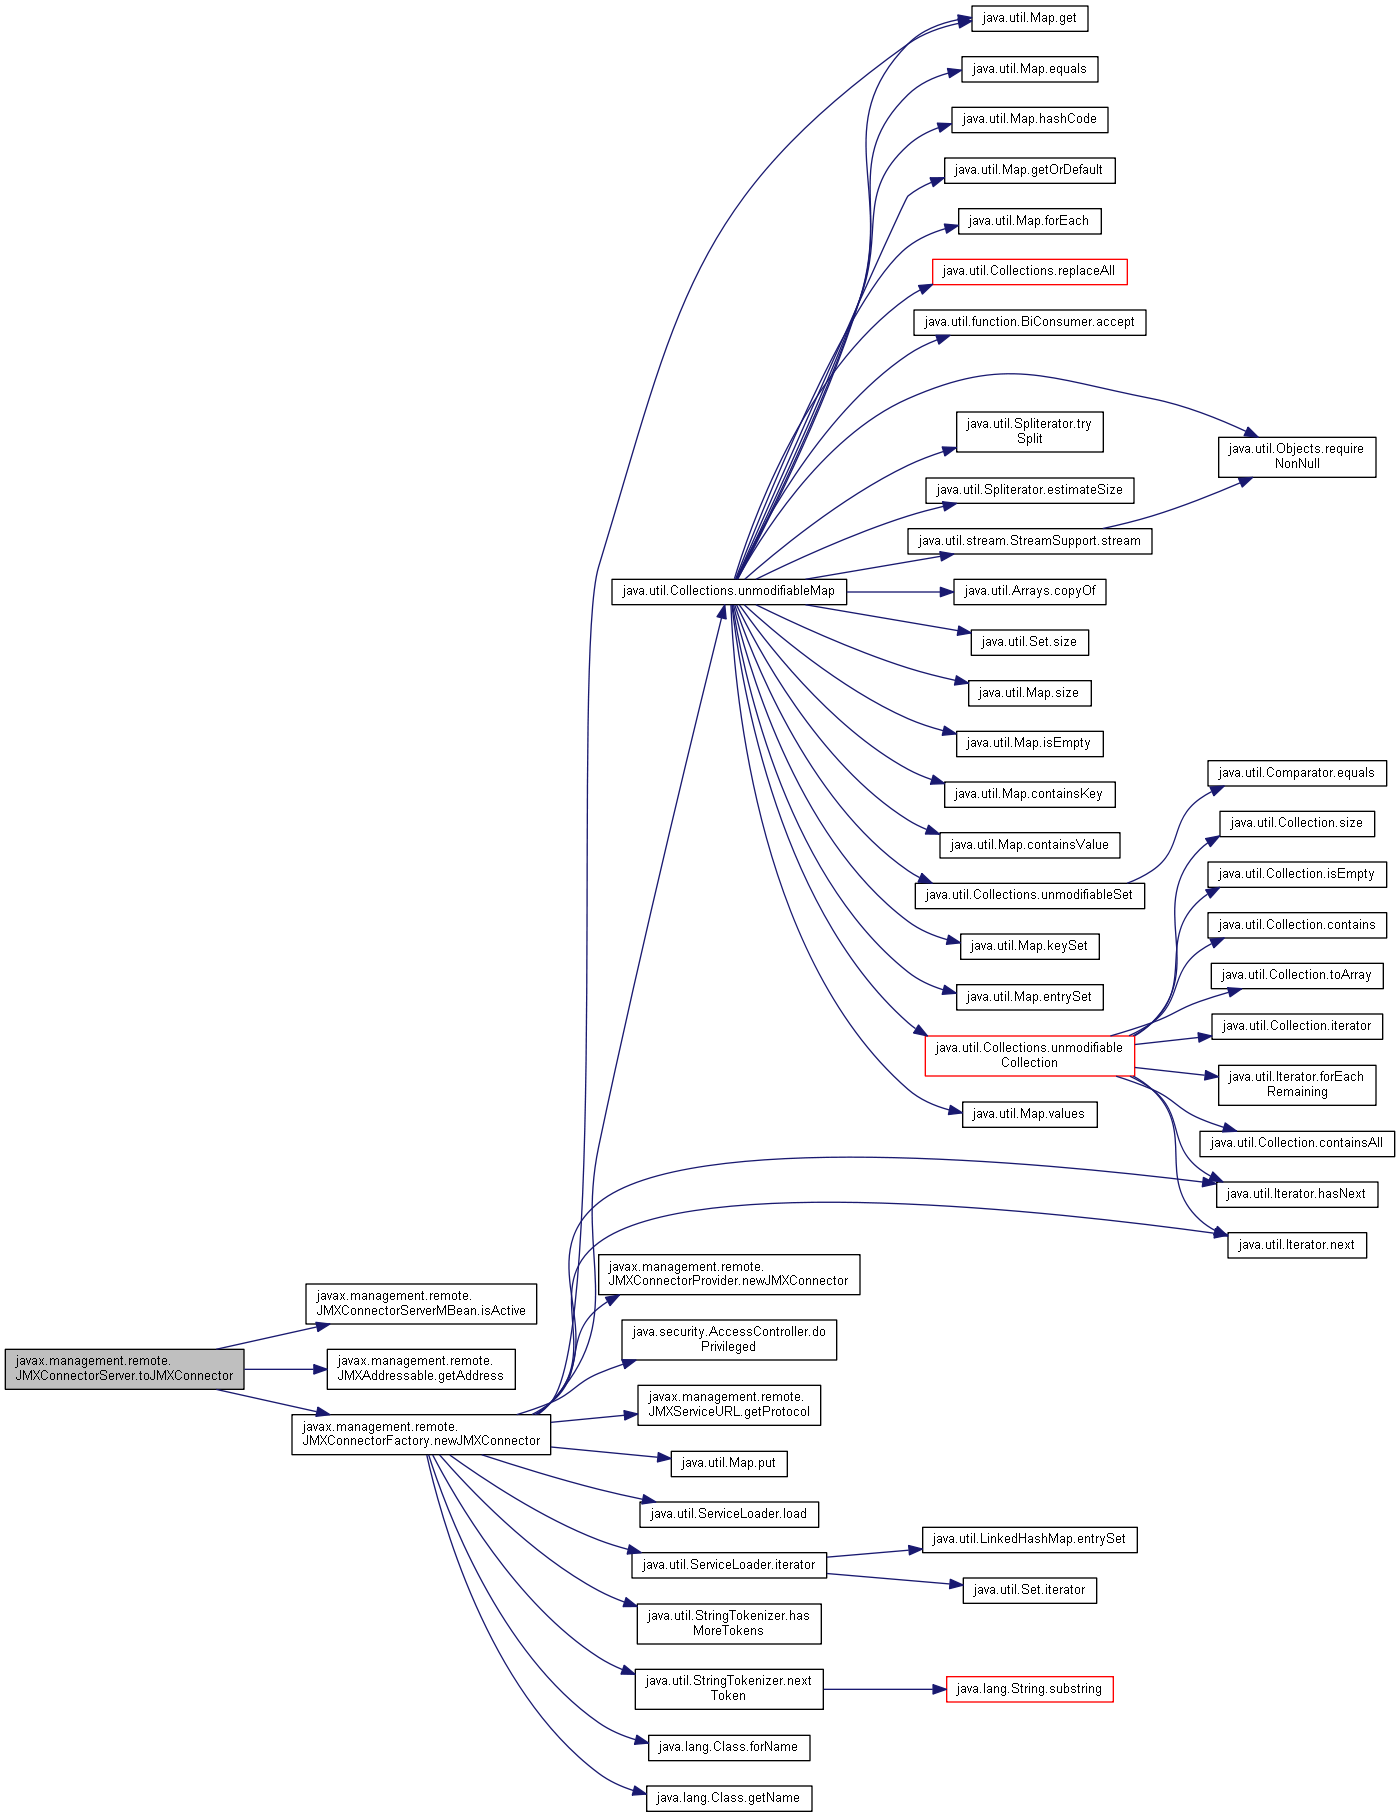 java.util.Map.get
java.util.Map.equals
java.util.Map.hashCode
java.util.Map.getOrDefault
java.util.Map.forEach
java.util.Collections.replaceAll
java.util.function.BiConsumer.accept
java.util.Spliterator.try
Split
java.util.Objects.require
NonNull
java.util.Spliterator.estimateSize
java.util.stream.StreamSupport.stream
java.util.Collections.unmodifiableMap
java.util.Arrays.copyOf
java.util.Set.size
java.util.Map.size
java.util.Map.isEmpty
java.util.Comparator.equals
java.util.Map.containsKey
java.util.Collection.size
java.util.Map.containsValue
java.util.Collection.isEmpty
java.util.Collections.unmodifiableSet
java.util.Collection.contains
java.util.Map.keySet
java.util.Collection.toArray
java.util.Map.entrySet
java.util.Collection.iterator
java.util.Collections.unmodifiable
Collection
java.util.Iterator.forEach
Remaining
java.util.Map.values
java.util.Collection.containsAll
java.util.Iterator.hasNext
java.util.Iterator.next
javax.management.remote.
JMXConnectorProvider.newJMXConnector
javax.management.remote.
JMXConnectorServerMBean.isActive
java.security.AccessController.do
Privileged
javax.management.remote.
JMXConnectorServer.toJMXConnector
javax.management.remote.
JMXAddressable.getAddress
javax.management.remote.
JMXServiceURL.getProtocol
javax.management.remote.
JMXConnectorFactory.newJMXConnector
java.util.Map.put
java.util.ServiceLoader.load
java.util.LinkedHashMap.entrySet
java.util.ServiceLoader.iterator
java.util.Set.iterator
java.util.StringTokenizer.has
MoreTokens
java.util.StringTokenizer.next
Token
java.lang.String.substring
java.lang.Class.forName
java.lang.Class.getName